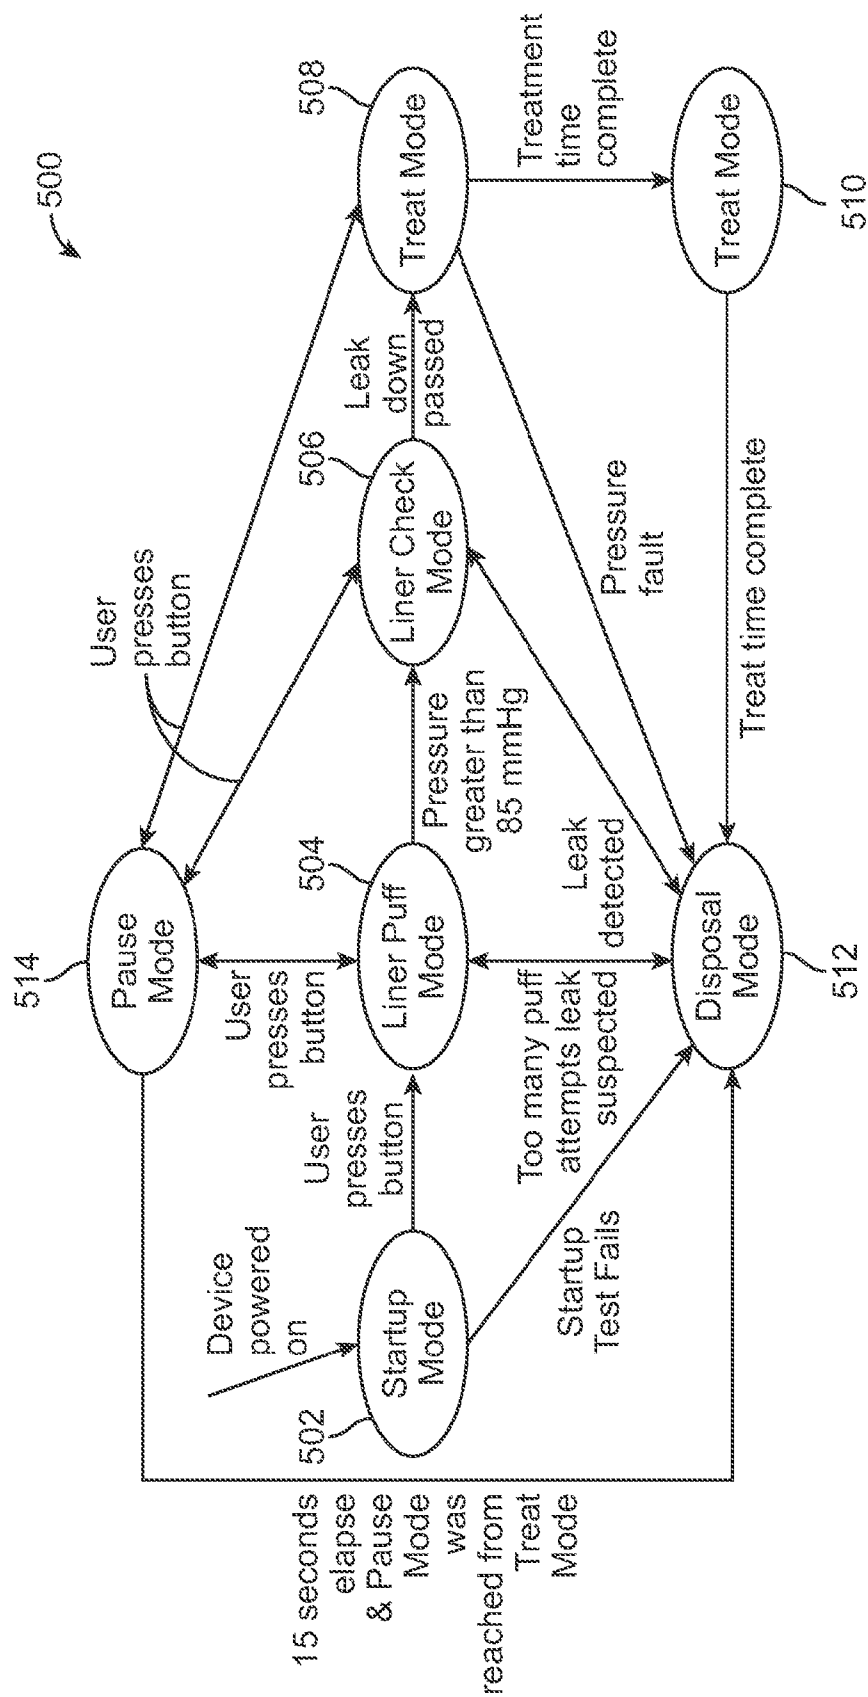 500
514
Pause
Mode
User
presses
button
User
presses
button
Device
powered
on
502
Startup
Mode
User
presses
button
504
Liner Puff
Mode
Pressure
greater than
85 mmHg
506
Liner Check
Mode
Leak
down
passed
508
Treat Mode
Treatment
time
complete
Treat Mode
510
15 seconds
elapse
& Pause
Mode
was
reached from
Treat
Mode
Startup
Test Fails
Too many puff
attempts leak
suspected
Leak
detected
Pressure
fault
Treat time complete
Disposal
Mode
512